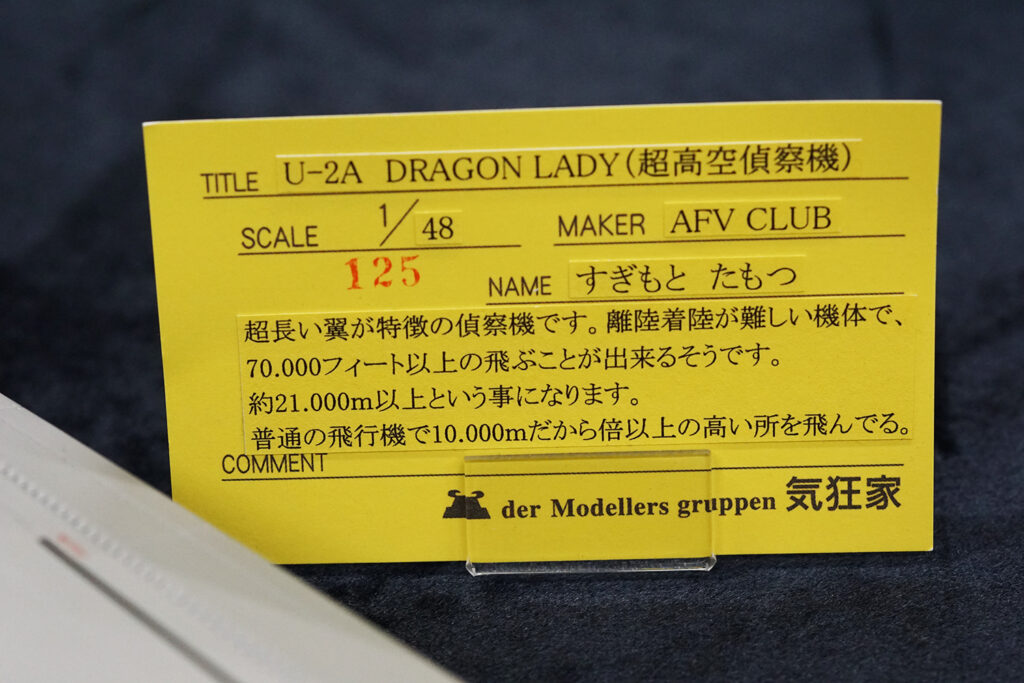 TITLE U-2A DRAGON LADY(超高空偵察機)
SCALE 1/48 MAKER AFV CLUB
125
NAME すぎもと たもつ
超長い翼が特徴の偵察機です。離陸着陸が難しい機体で、
70.000フィート以上の飛ぶことが出来るそうです。
約21.000m以上という事になります。
普通の飛行機で10.000mだから倍以上の高い所を飛んでる。
COMMENT
der Modellers gruppen 気狂家